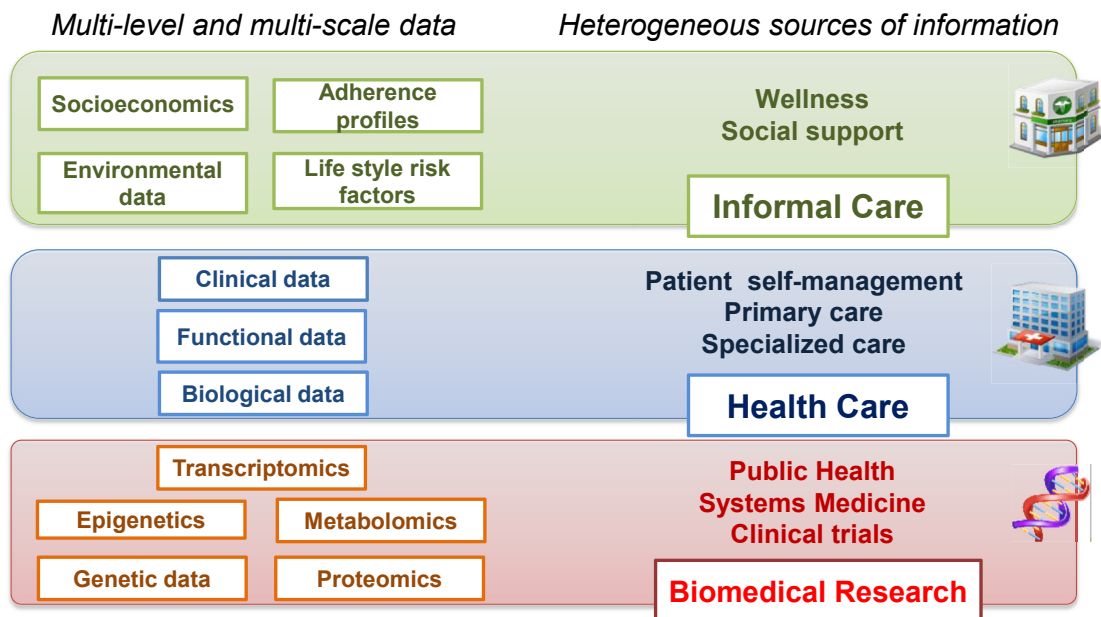 Multi-level and multi-scale data
Heterogeneous sources of information
Socioeconomics
Adherence
profiles
Environmental
data
Life style risk
factors
Wellness
Social support
Informal Care
Clinical data
Functional data
Biological data
Patient self-management
Primary care
Specialized care
Health Care
Transcriptomics
Epigenetics
Metabolomics
Genetic data
Proteomics
Public Health
Systems Medicine
Clinical trials
Biomedical Research